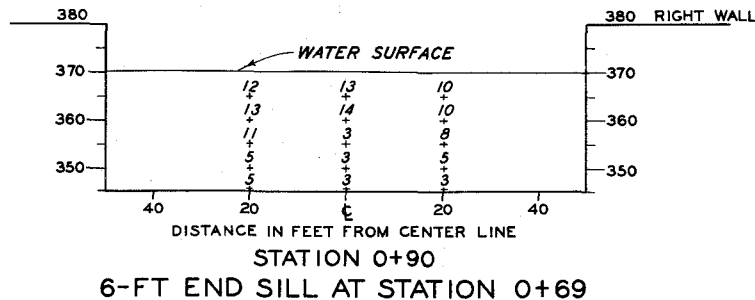 380 380 RIGHT WALL
WATER SURFACE
370 370
12 13 10
13 14 10
360 360
11 3 8
5 3 5
350 350
5 3 3
40 20 ℄ 20 40
DISTANCE IN FEET FROM CENTER LINE
STATION 0+90
6-FT END SILL AT STATION 0+69